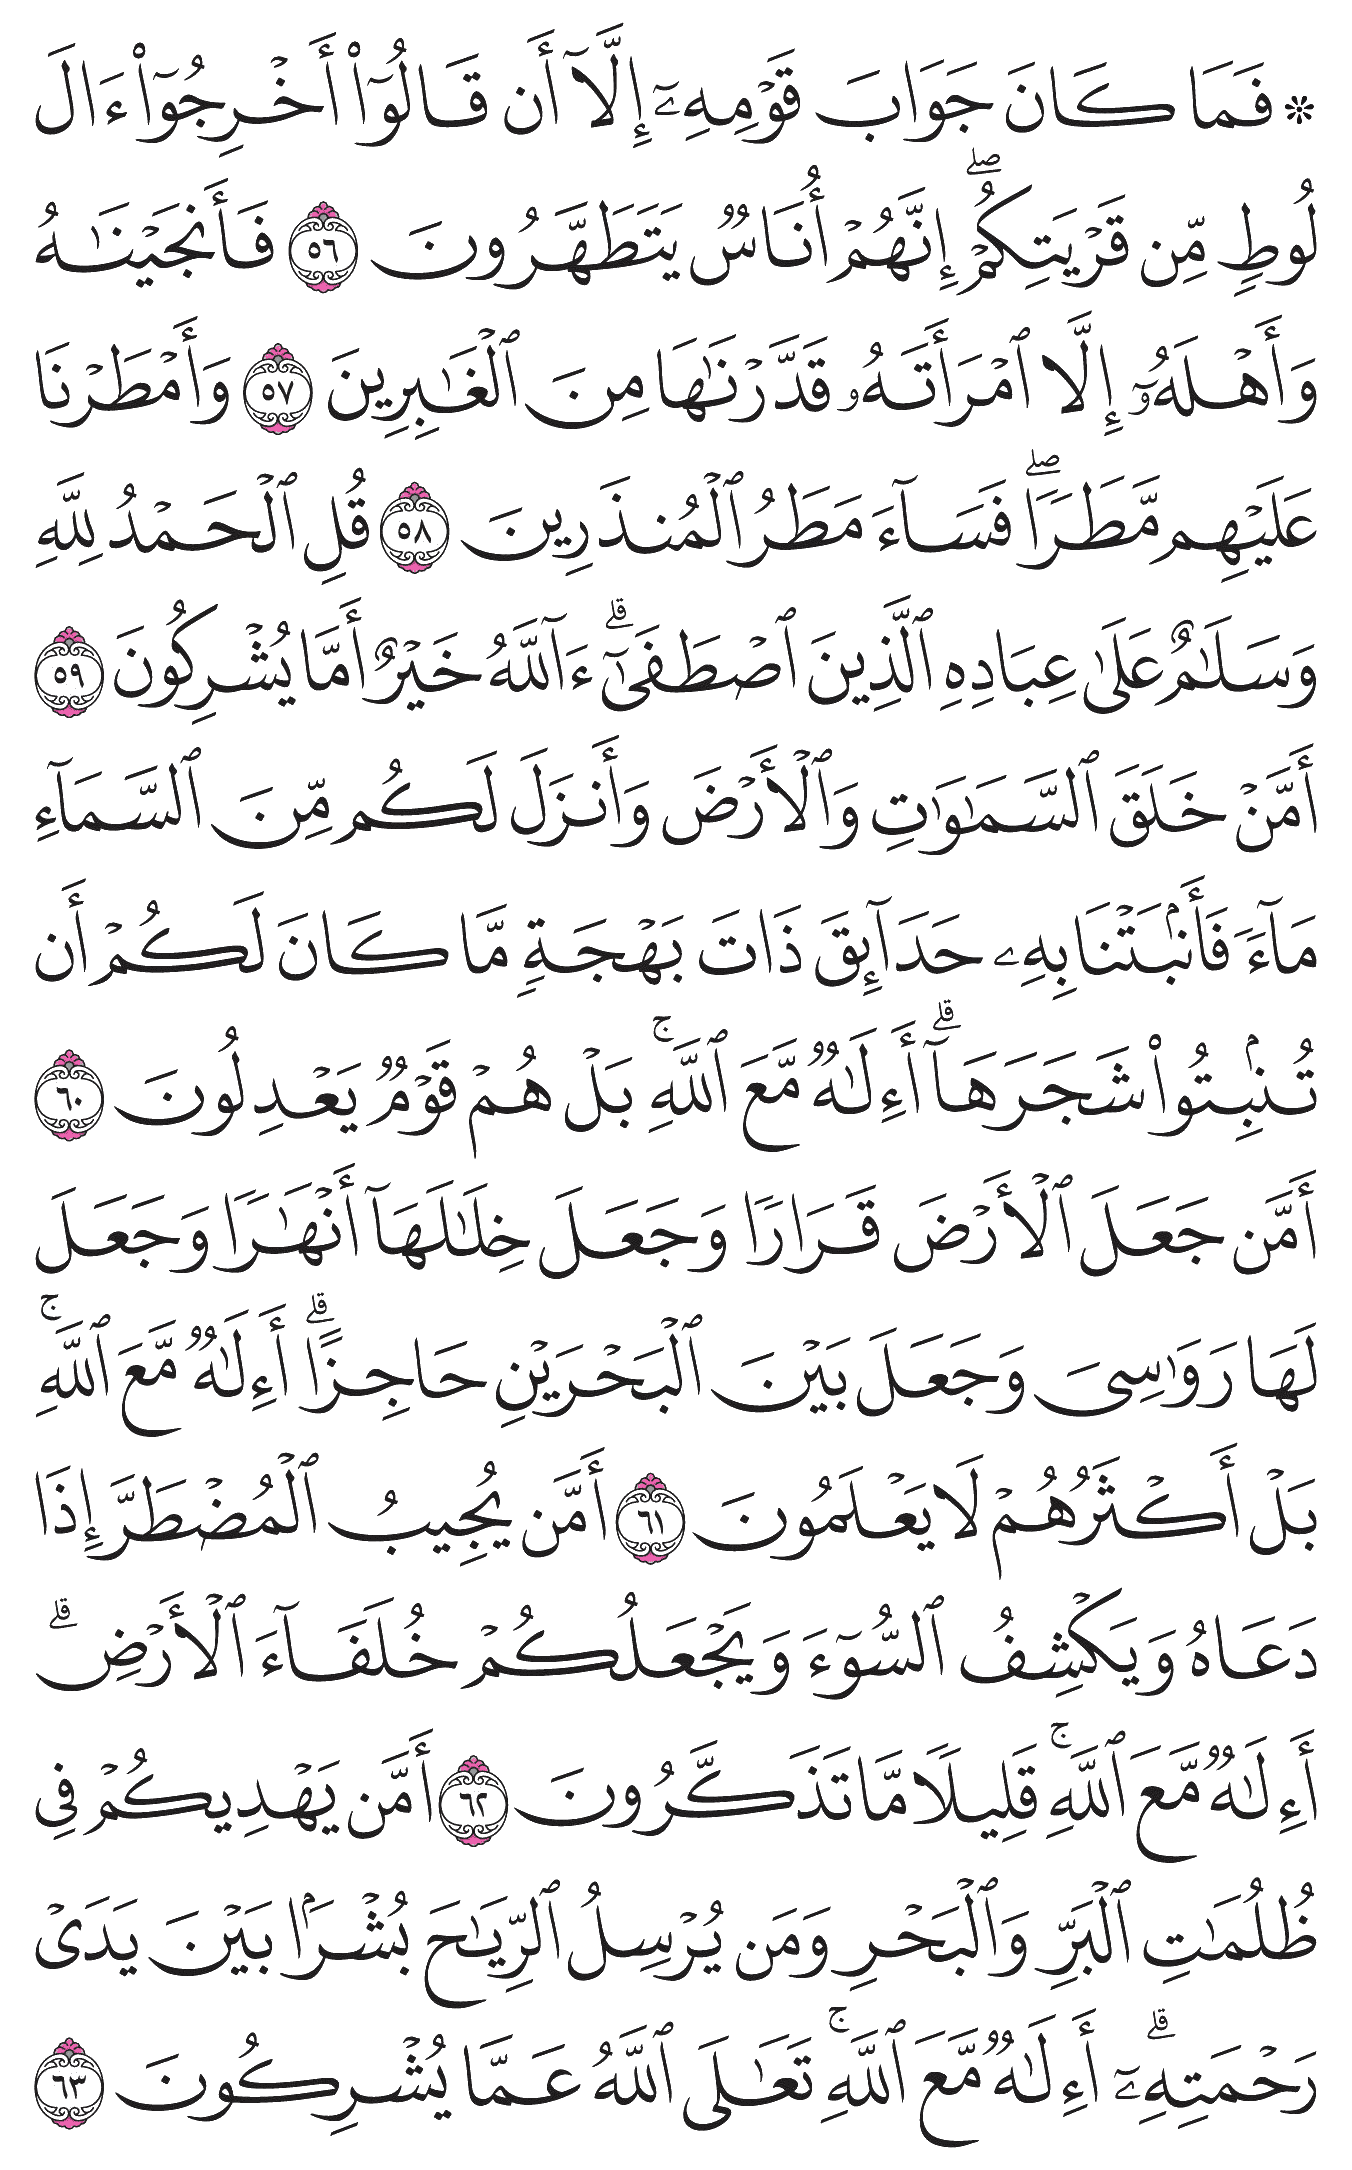 ۞ فَمَا كَانَ جَوَابَ قَوْمِهِۦٓ إِلَّآ أَن قَالُوٓا۟ أَخْرِجُوٓا۟ ءَالَ
لُوطٍ مِّن قَرْيَتِكُمْ ۖ إِنَّهُمْ أُنَاسٌ يَتَطَهَّرُونَ ٥٦ فَأَنجَيْنَـٰهُ
وَأَهْلَهُۥٓ إِلَّا ٱمْرَأَتَهُۥ قَدَّرْنَـٰهَا مِنَ ٱلْغَـٰبِرِينَ ٥٧ وَأَمْطَرْنَا
عَلَيْهِم مَّطَرًا ۖ فَسَآءَ مَطَرُ ٱلْمُنذَرِينَ ٥٨ قُلِ ٱلْحَمْدُ لِلَّهِ
وَسَلَـٰمٌ عَلَىٰ عِبَادِهِ ٱلَّذِينَ ٱصْطَفَىٰٓ ۗ ءَآللَّهُ خَيْرٌ أَمَّا يُشْرِكُونَ ٥٩
أَمَّنْ خَلَقَ ٱلسَّمَـٰوَٰتِ وَٱلْأَرْضَ وَأَنزَلَ لَكُم مِّنَ ٱلسَّمَآءِ
مَآءً فَأَنۢبَتْنَا بِهِۦ حَدَآئِقَ ذَاتَ بَهْجَةٍ مَّا كَانَ لَكُمْ أَن
تُنۢبِتُوا۟ شَجَرَهَآ ۗ أَءِلَـٰهٌ مَّعَ ٱللَّهِ ۚ بَلْ هُمْ قَوْمٌ يَعْدِلُونَ ٦٠
أَمَّن جَعَلَ ٱلْأَرْضَ قَرَارًا وَجَعَلَ خِلَـٰلَهَآ أَنْهَـٰرًا وَجَعَلَ
لَهَا رَوَٰسِىَ وَجَعَلَ بَيْنَ ٱلْبَحْرَيْنِ حَاجِزًا ۗ أَءِلَـٰهٌ مَّعَ ٱللَّهِ ۚ
بَلْ أَكْثَرُهُمْ لَا يَعْلَمُونَ ٦١ أَمَّن يُجِيبُ ٱلْمُضْطَرَّ إِذَا
دَعَاهُ وَيَكْشِفُ ٱلسُّوٓءَ وَيَجْعَلُكُمْ خُلَفَآءَ ٱلْأَرْضِ ۗ
أَءِلَـٰهٌ مَّعَ ٱللَّهِ ۚ قَلِيلًا مَّا تَذَكَّرُونَ ٦٢ أَمَّن يَهْدِيكُمْ فِى
ظُلُمَـٰتِ ٱلْبَرِّ وَٱلْبَحْرِ وَمَن يُرْسِلُ ٱلرِّيَـٰحَ بُشْرًۢا بَيْنَ يَدَىْ
رَحْمَتِهِۦٓ ۗ أَءِلَـٰهٌ مَّعَ ٱللَّهِ ۚ تَعَـٰلَى ٱللَّهُ عَمَّا يُشْرِكُونَ ٦٣